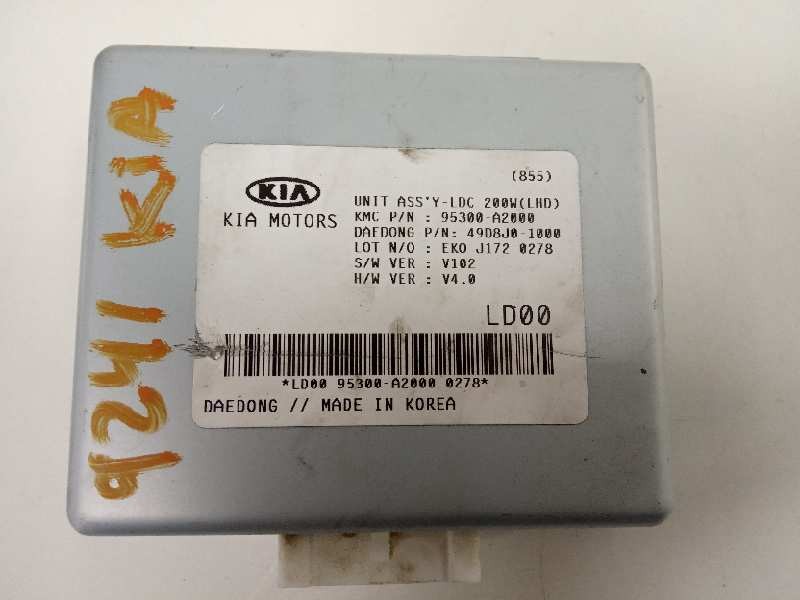 9241 KIA
(855)
KIA
KIA MOTORS
UNIT ASS'Y-LDC 200W(LHD)
KMC P/N : 95300-A2000
DAEDONG P/N: 49D8J0-1000
LOT N/O : EKO J172 0278
S/W VER : V102
H/W VER : V4.0
LD00
*LD00 95300-A2000 0278*
DAEDONG // MADE IN KOREA